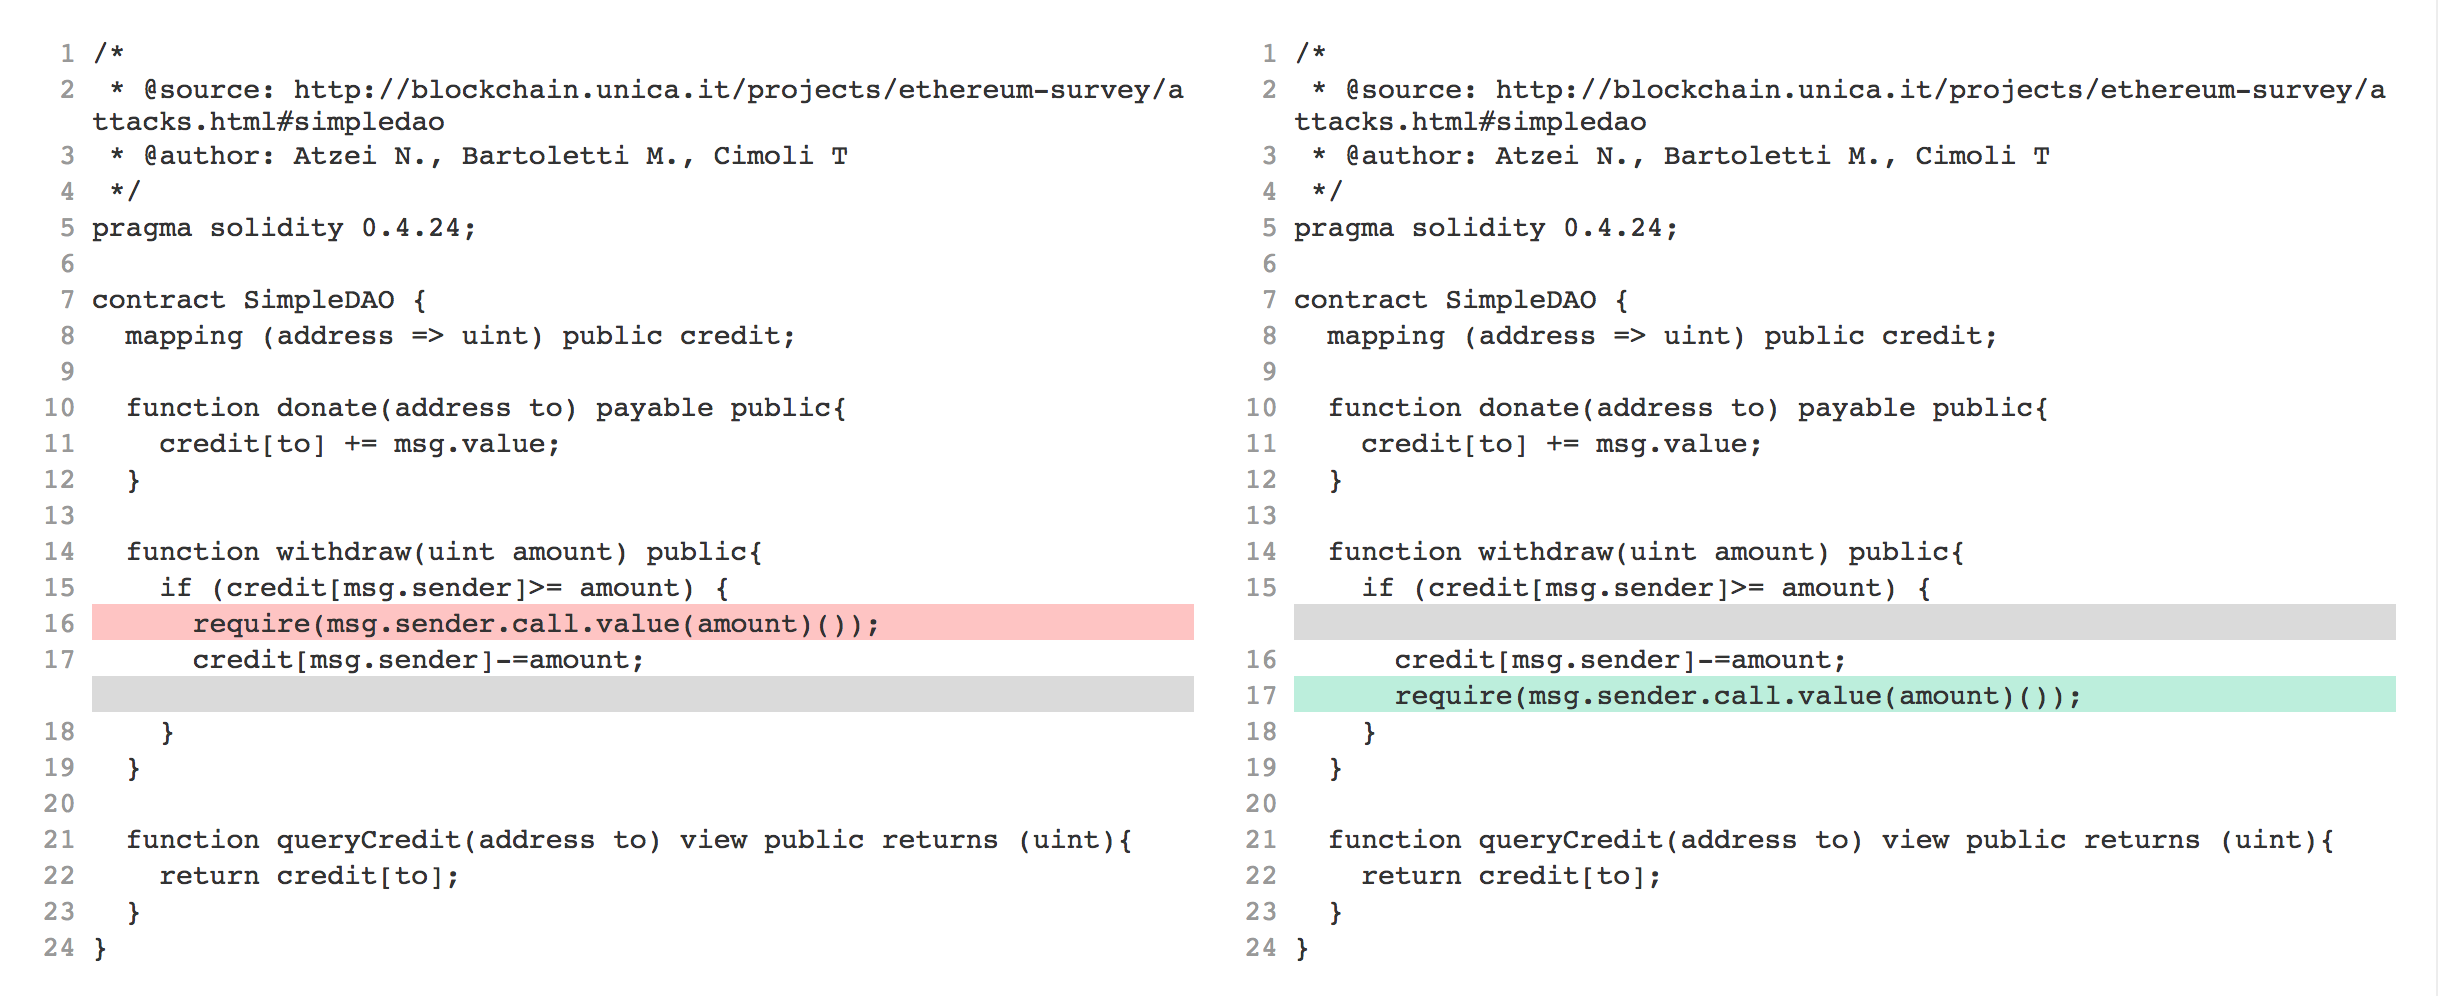 1 /*
2  * @source: http://blockchain.unica.it/projects/ethereum-survey/a
ttacks.html#simpledao
3  * @author: Atzei N., Bartoletti M., Cimoli T
4  */
5 pragma solidity 0.4.24;
6
7 contract SimpleDAO {
8   mapping (address => uint) public credit;
9
10   function donate(address to) payable public{
11     credit[to] += msg.value;
12   }
13
14   function withdraw(uint amount) public{
15     if (credit[msg.sender]>= amount) {
16       require(msg.sender.call.value(amount)());
17       credit[msg.sender]-=amount;
18     }
19   }
20
21   function queryCredit(address to) view public returns (uint){
22     return credit[to];
23   }
24 }
1 /*
2  * @source: http://blockchain.unica.it/projects/ethereum-survey/a
ttacks.html#simpledao
3  * @author: Atzei N., Bartoletti M., Cimoli T
4  */
5 pragma solidity 0.4.24;
6
7 contract SimpleDAO {
8   mapping (address => uint) public credit;
9
10   function donate(address to) payable public{
11     credit[to] += msg.value;
12   }
13
14   function withdraw(uint amount) public{
15     if (credit[msg.sender]>= amount) {
16       credit[msg.sender]-=amount;
17       require(msg.sender.call.value(amount)());
18     }
19   }
20
21   function queryCredit(address to) view public returns (uint){
22     return credit[to];
23   }
24 }